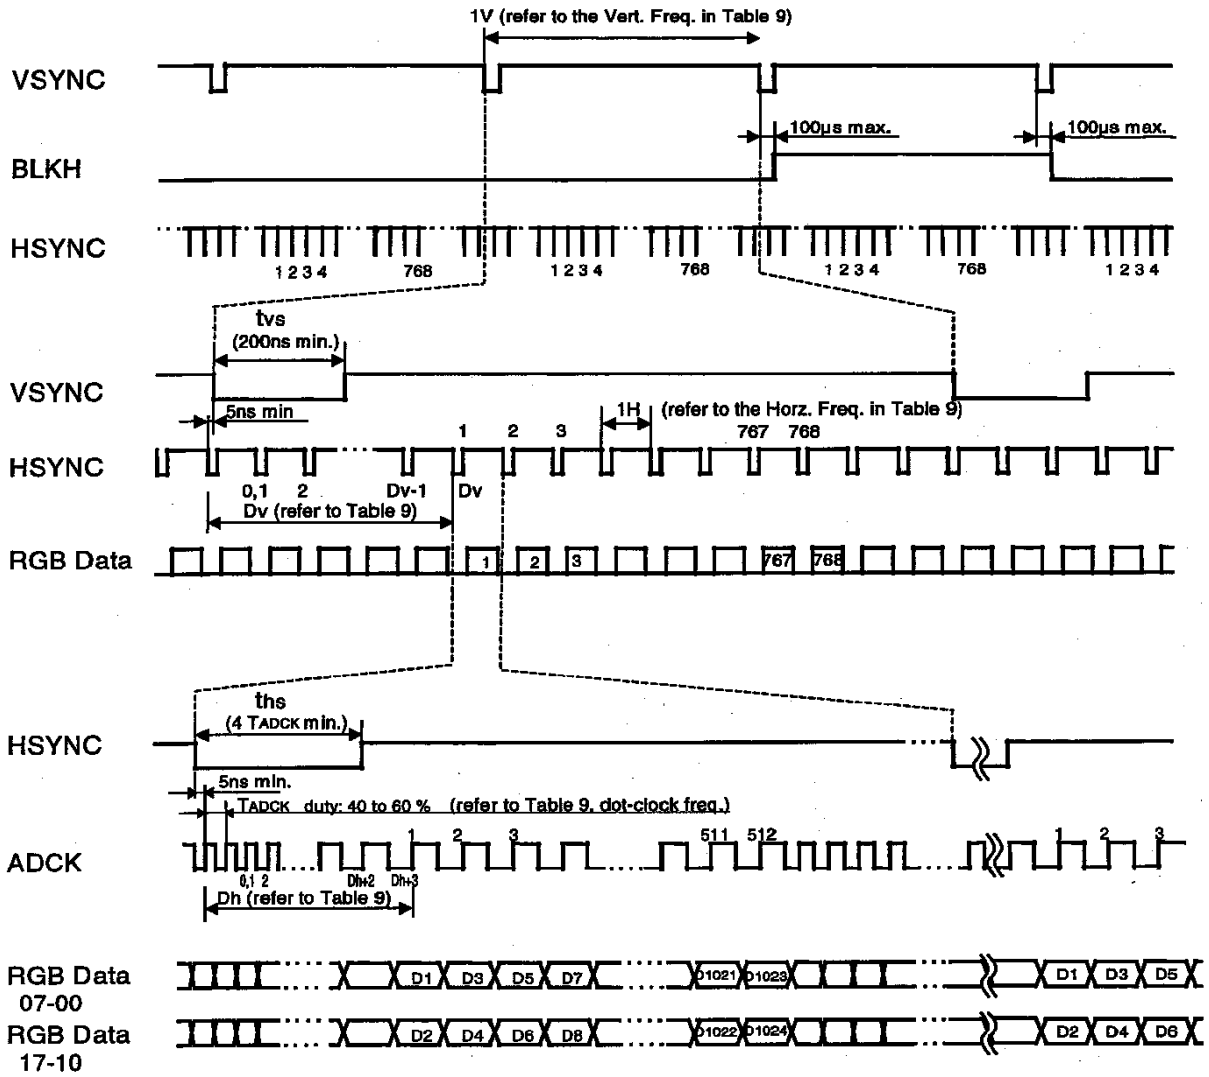 1V (refer to the Vert. Freq. in Table 9)
VSYNC
100µs max. 100µs max.
BLKH
HSYNC
1 2 3 4 768 1 2 3 4 768 1 2 3 4 768 1 2 3 4
tvs
(200ns min.)
VSYNC
5ns min 1H (refer to the Horz. Freq. in Table 9)
1 2 3 767 768
HSYNC
0,1 2 Dv-1 Dv
Dv (refer to Table 9)
RGB Data 1 2 3 767 768
ths
(4 TADCK min.)
HSYNC
5ns min.
TADCK duty: 40 to 60 % (refer to Table 9, dot-clock freq.)
1 2 3 511 512 1 2 3
ADCK
0,1 2 Dh+2 Dh+3
Dh (refer to Table 9)
RGB Data D1 D3 D5 D7 D1021 D1023 D1 D3 D5
07-00
RGB Data D2 D4 D6 D8 D1022 D1024 D2 D4 D6
17-10